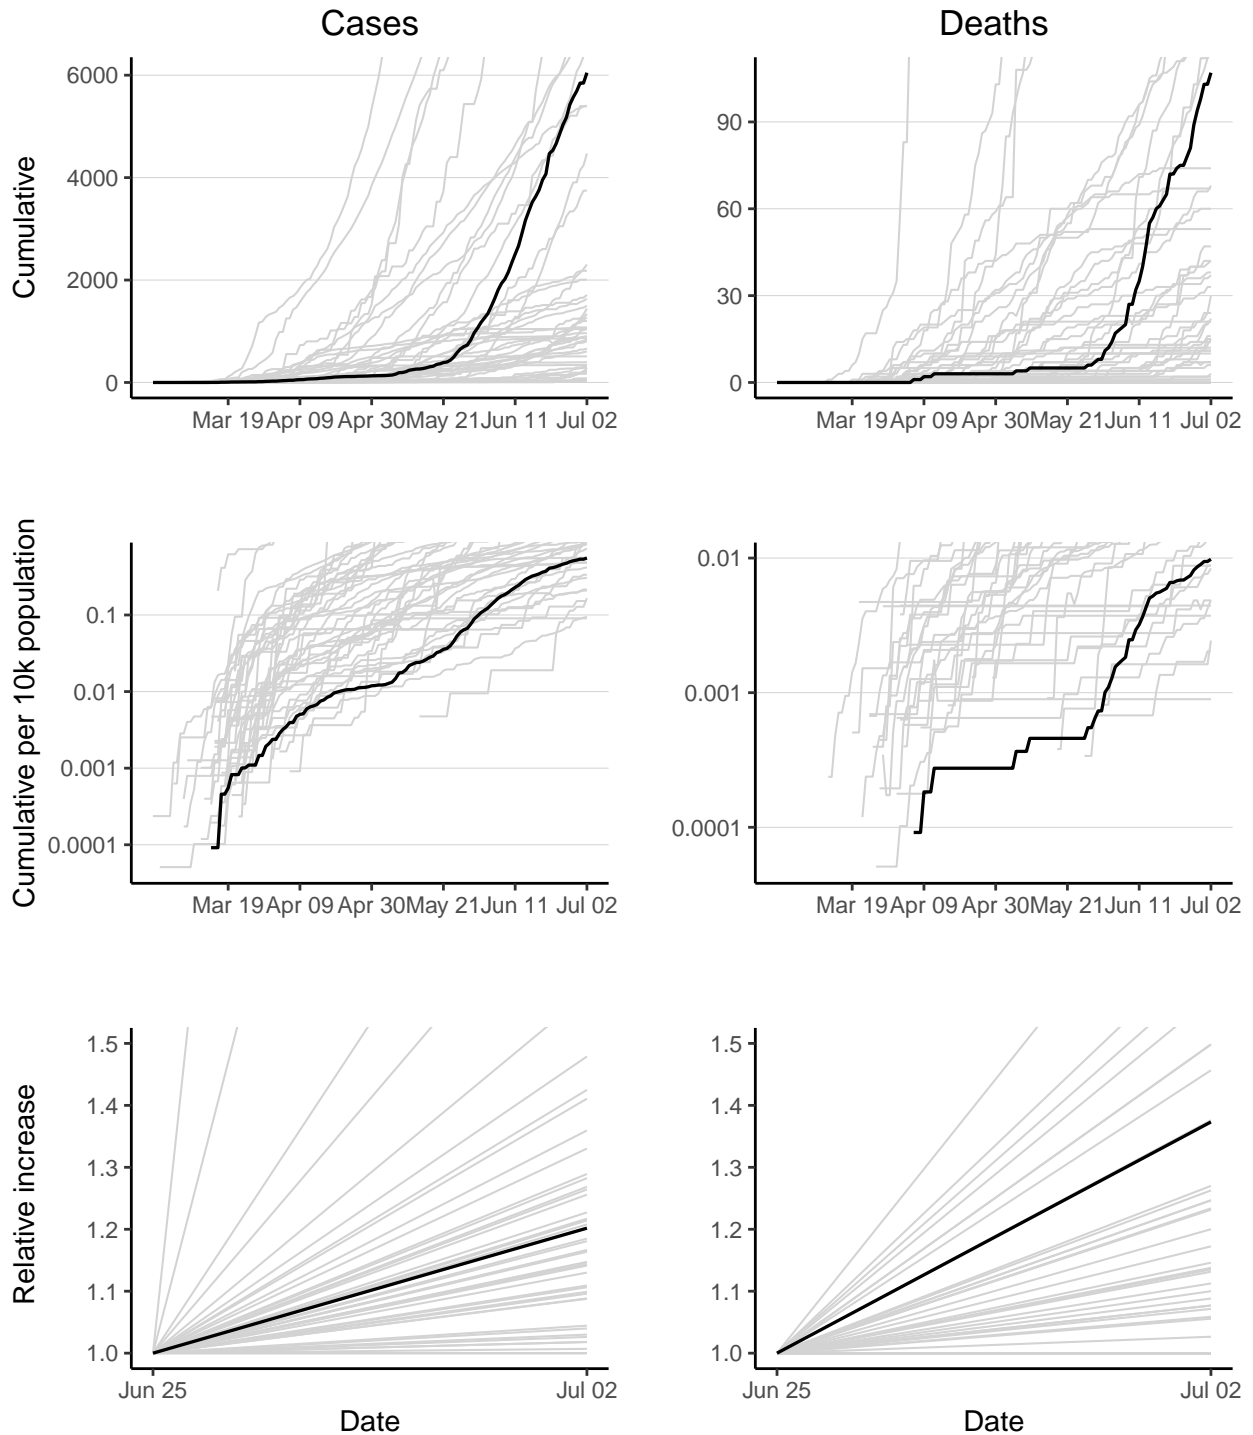 Cases
Deaths
Cumulative
6000
4000
2000
0
Mar 19 Apr 09 Apr 30 May 21 Jun 11 Jul 02
90
60
30
0
Mar 19 Apr 09 Apr 30 May 21 Jun 11 Jul 02
Cumulative per 10k population
0.1
0.01
0.001
0.0001
Mar 19 Apr 09 Apr 30 May 21 Jun 11 Jul 02
0.01
0.001
0.0001
Mar 19 Apr 09 Apr 30 May 21 Jun 11 Jul 02
Relative increase
1.5
1.4
1.3
1.2
1.1
1.0
Jun 25 Jul 02
Date
1.5
1.4
1.3
1.2
1.1
1.0
Jun 25 Jul 02
Date